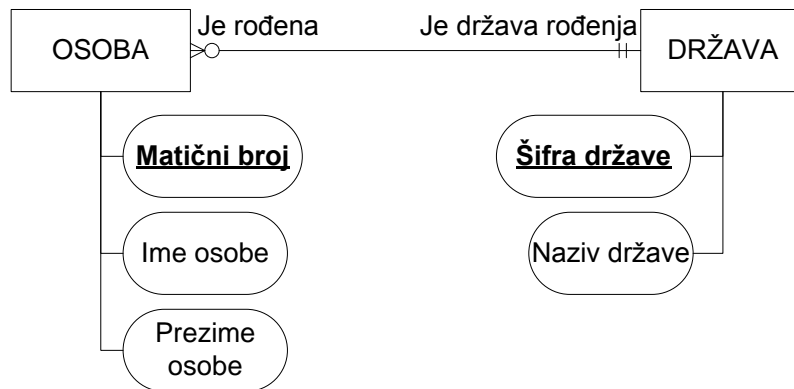 Je rođena
Je država rođenja
OSOBA
DRŽAVA
Matični broj
Šifra države
Ime osobe
Naziv države
Prezime
osobe